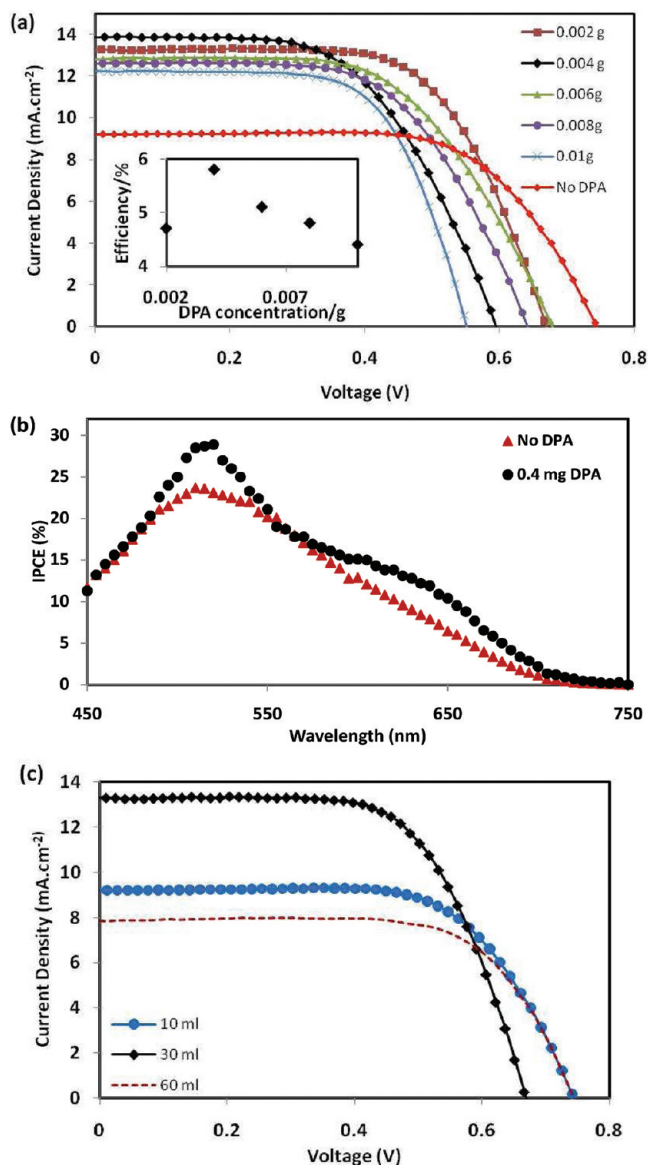 (a)
Current Density (mA.cm-2)
14
12
10
8
6
4
2
0
0
0.2
0.4
0.6
0.8
Voltage (V)
0.002 g
0.004 g
0.006 g
0.008g
0.01g
No DPA
Efficiency/%
6
5
4
0.002
0.007
DPA concentration/g
(b)
IPCE (%)
30
25
20
15
10
5
0
450
550
650
750
Wavelength (nm)
No DPA
0.4 mg DPA
(c)
Current Density (mA.cm-2)
14
12
10
8
6
4
2
0
0
0.2
0.4
0.6
0.8
Voltage (V)
10 ml
30 ml
60 ml